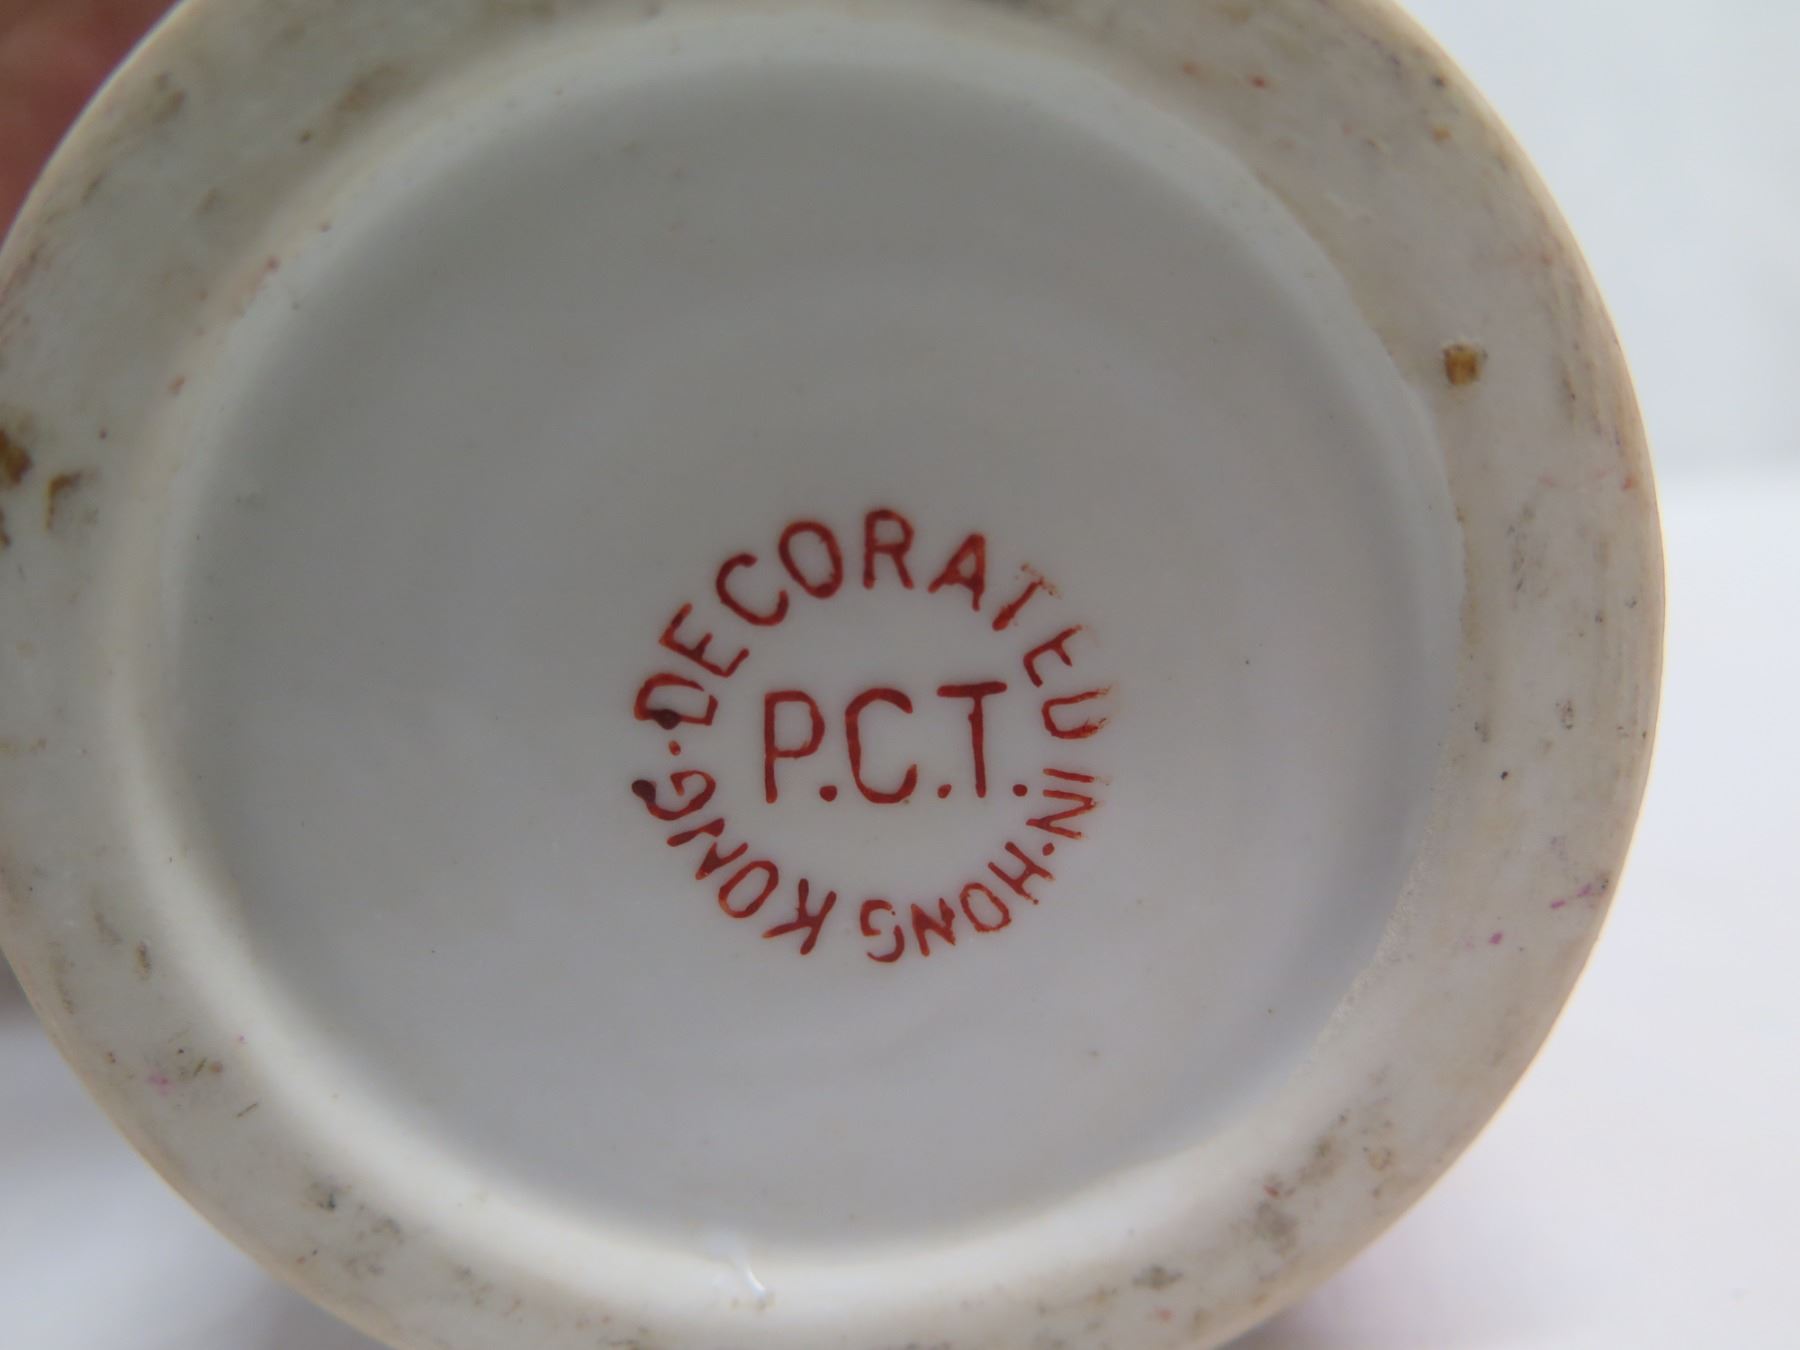 DECORATED IN·HONG KONG·
P.C.T.